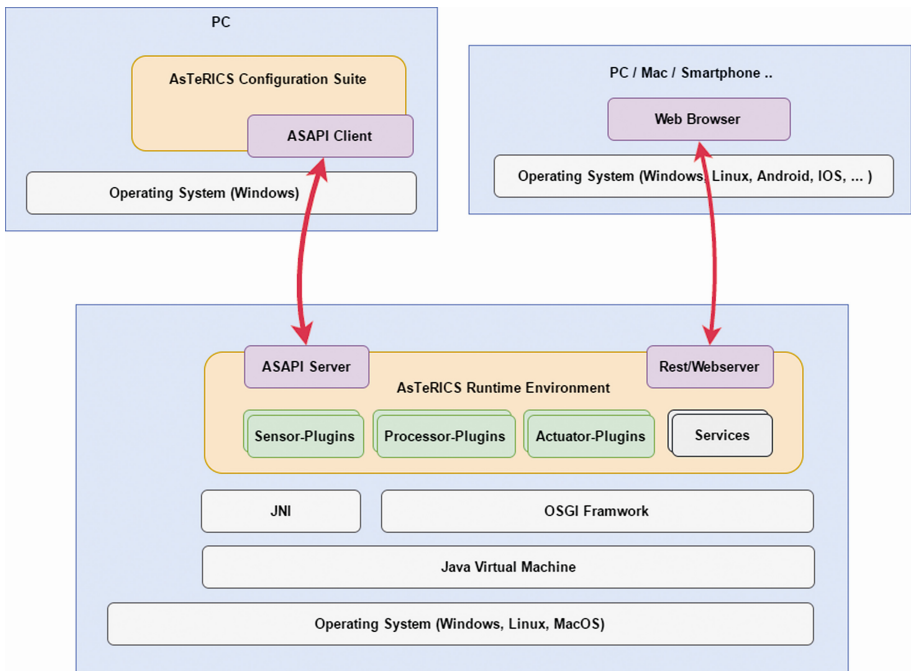 PC
AsTeRICS Configuration Suite
ASAPI Client
Operating System (Windows)
PC / Mac / Smartphone ..
Web Browser
Operating System (Windows, Linux, Android, IOS, ... )
ASAPI Server
Rest/Webserver
AsTeRICS Runtime Environment
Sensor-Plugins
Processor-Plugins
Actuator-Plugins
Services
JNI
OSGI Framwork
Java Virtual Machine
Operating System (Windows, Linux, MacOS)